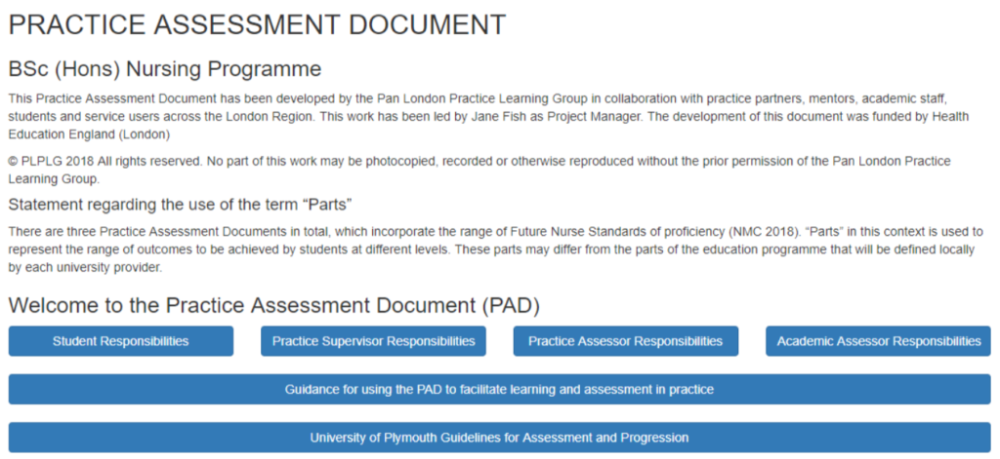 PRACTICE ASSESSMENT DOCUMENT
BSc (Hons) Nursing Programme
This Practice Assessment Document has been developed by the Pan London Practice Learning Group in collaboration with practice partners, mentors, academic staff,
students and service users across the London Region. This work has been led by Jane Fish as Project Manager. The development of this document was funded by Health
Education England (London)
© PLPLG 2018 All rights reserved. No part of this work may be photocopied, recorded or otherwise reproduced without the prior permission of the Pan London Practice
Learning Group.
Statement regarding the use of the term “Parts”
There are three Practice Assessment Documents in total, which incorporate the range of Future Nurse Standards of proficiency (NMC 2018). “Parts” in this context is used to
represent the range of outcomes to be achieved by students at different levels. These parts may differ from the parts of the education programme that will be defined locally
by each university provider.
Welcome to the Practice Assessment Document (PAD)
Student Responsibilities
Practice Supervisor Responsibilities
Practice Assessor Responsibilities
Academic Assessor Responsibilities
Guidance for using the PAD to facilitate learning and assessment in practice
University of Plymouth Guidelines for Assessment and Progression